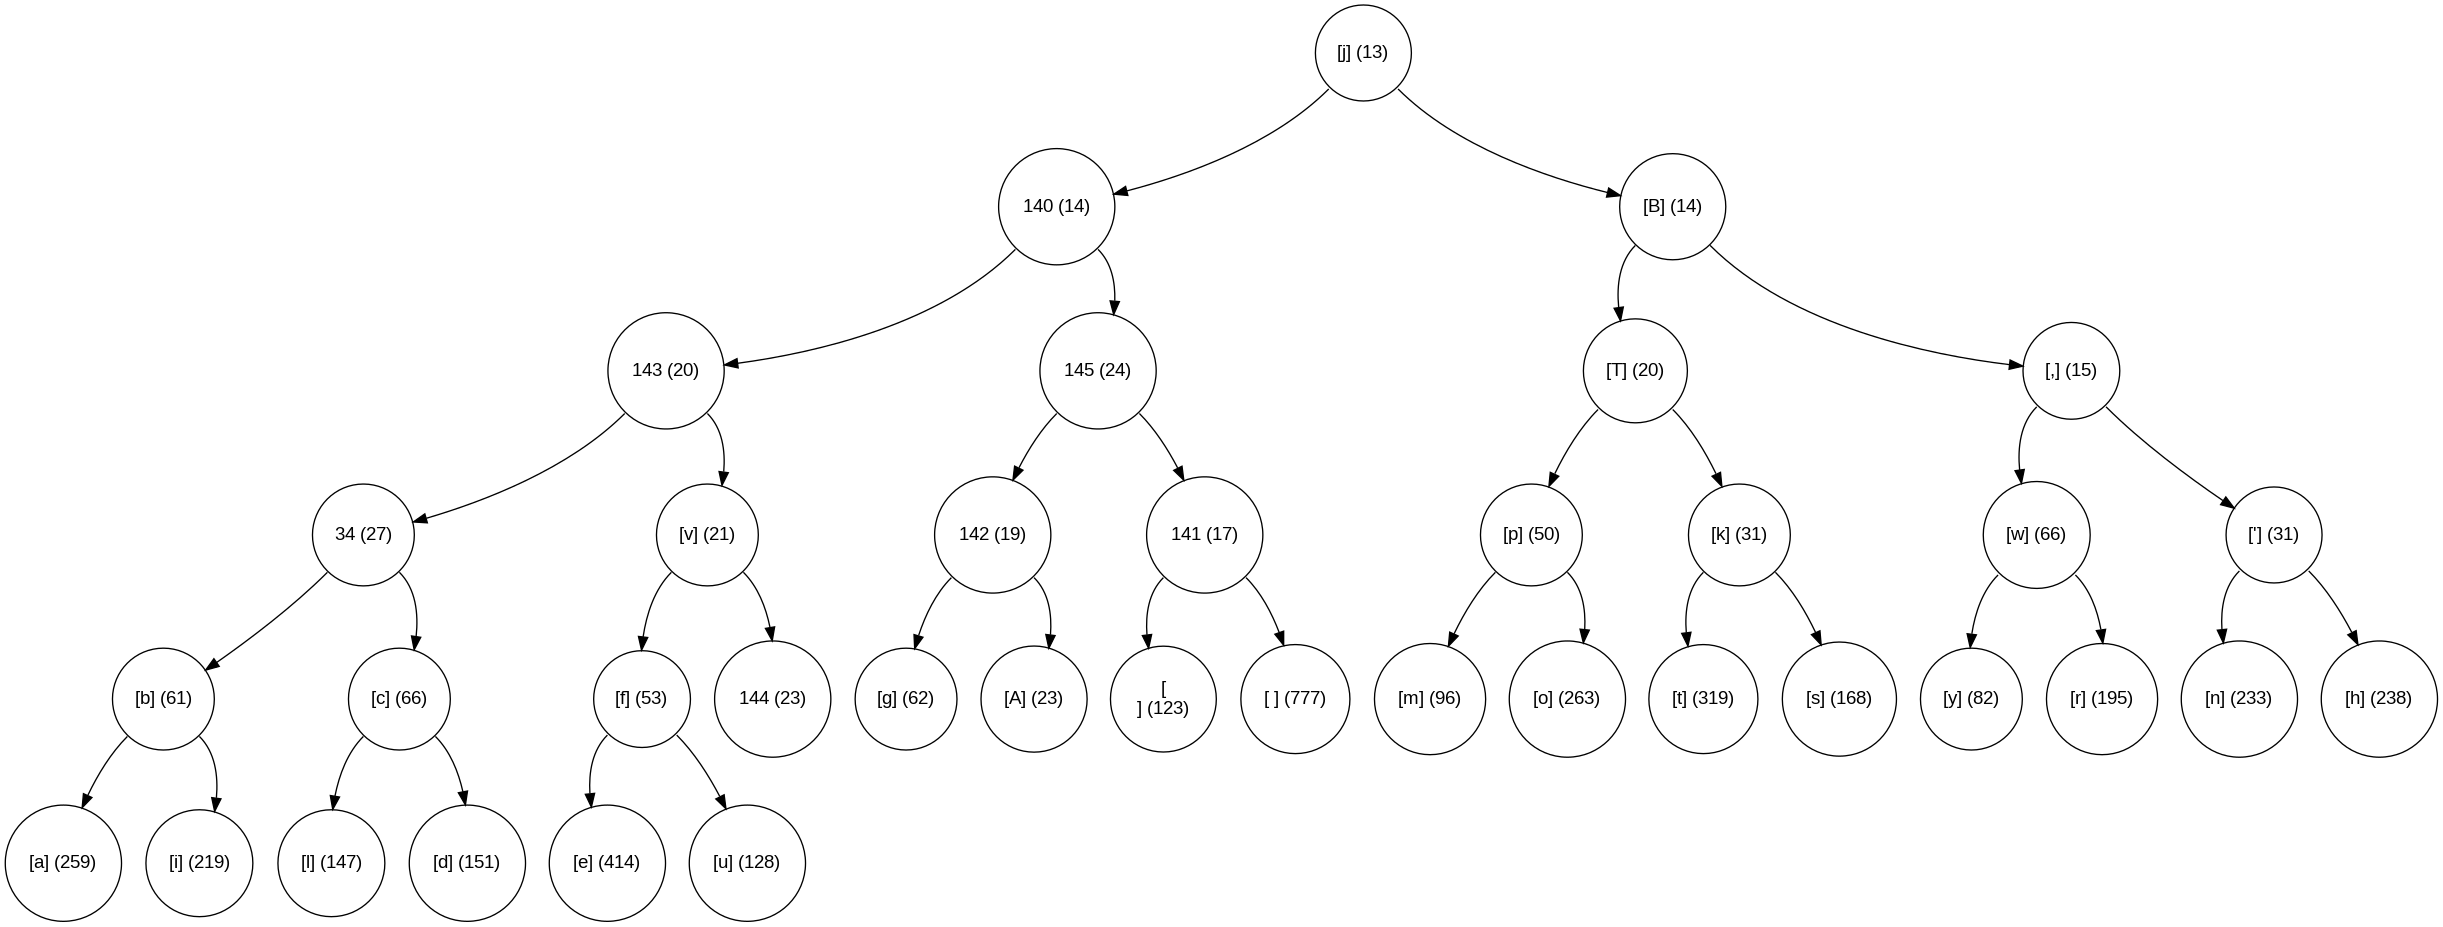 [j] (13)
140 (14)
[B] (14)
143 (20)
145 (24)
[T] (20)
[,] (15)
34 (27)
[v] (21)
142 (19)
141 (17)
[p] (50)
[k] (31)
[w] (66)
['] (31)
[b] (61)
[c] (66)
[f] (53)
144 (23)
[g] (62)
[A] (23)
[
] (123)
[ ] (777)
[m] (96)
[o] (263)
[t] (319)
[s] (168)
[y] (82)
[r] (195)
[n] (233)
[h] (238)
[a] (259)
[i] (219)
[l] (147)
[d] (151)
[e] (414)
[u] (128)